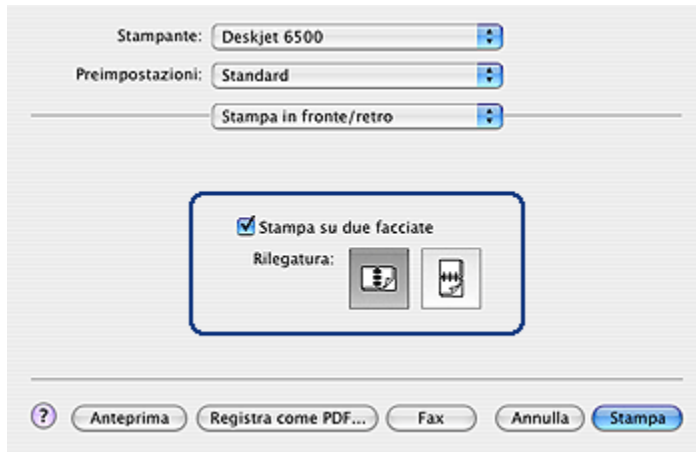 Stampante: Deskjet 6500
Preimpostazioni: Standard
Stampa in fronte/retro
Stampa su due facciate
Rilegatura:
? Anteprima Registra come PDF... Fax Annulla Stampa